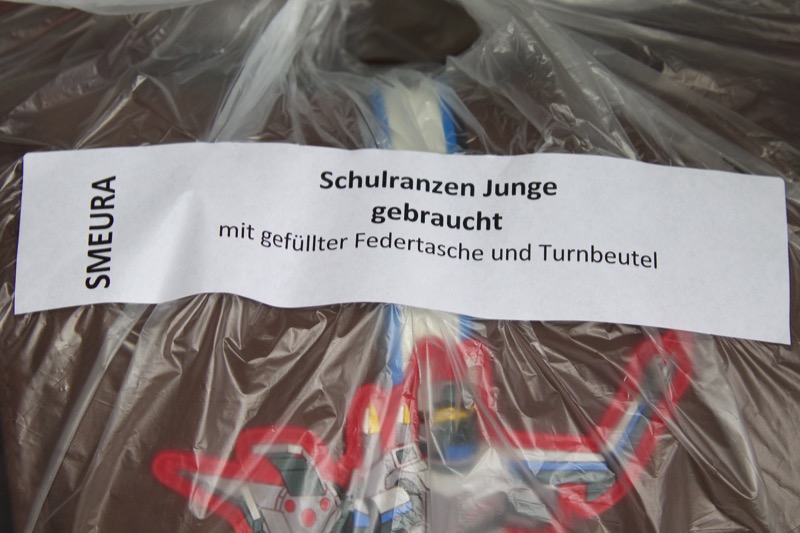 SMEURA
Schulranzen Junge
gebraucht
mit gefüllter Federtasche und Turnbeutel